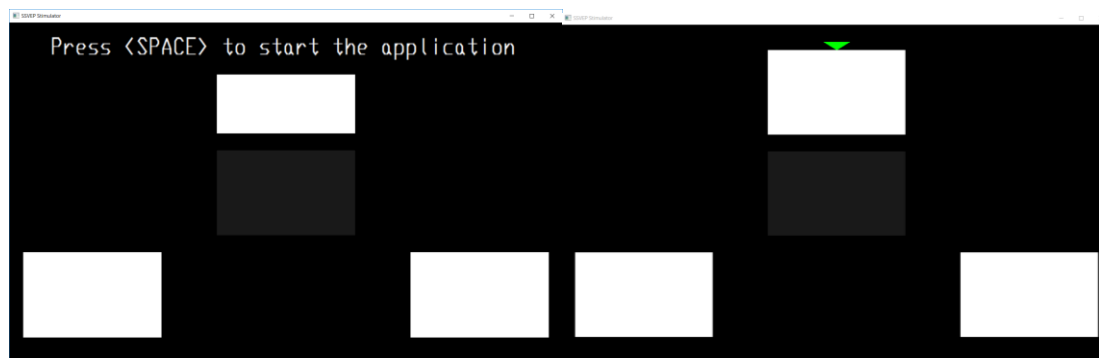 SSVEP Stimulator
Press <SPACE> to start the application
SSVEP Stimulator